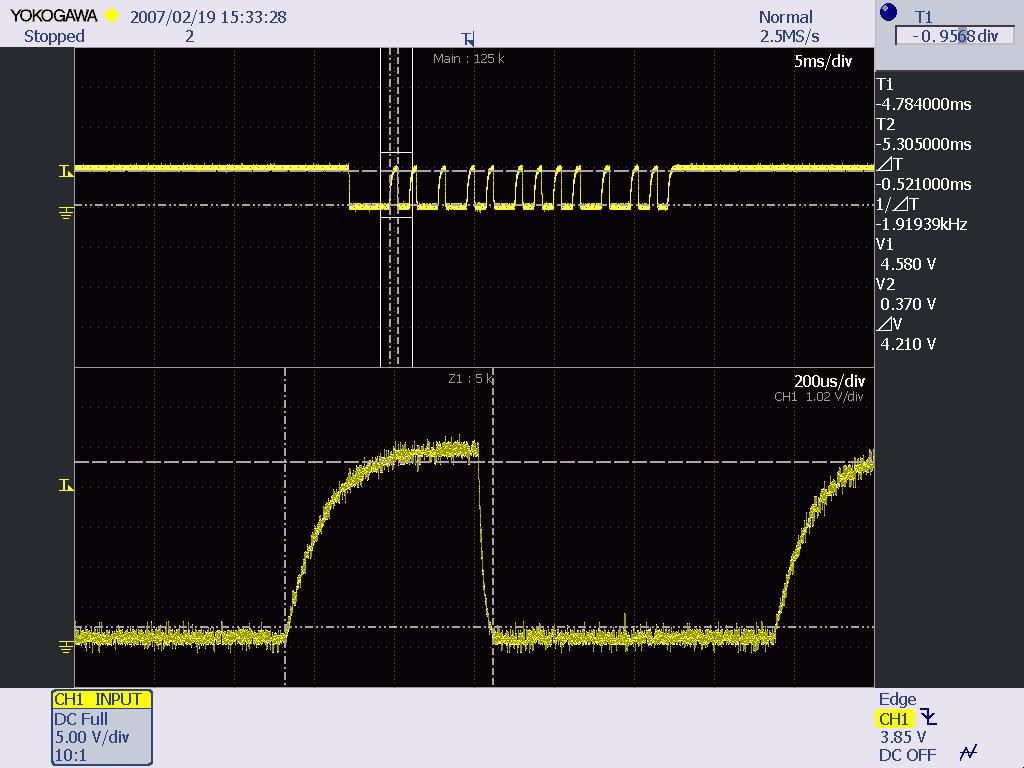 YOKOGAWA 2007/02/19 15:33:28
Stopped 2
Normal
2.5MS/s
T1
-0.9568div
Main : 125 k
5ms/div
T1
-4.784000ms
T2
-5.305000ms
⊿T
-0.521000ms
1/⊿T
-1.91939kHz
V1
4.580 V
V2
0.370 V
⊿V
4.210 V
Z1 : 5 k
200us/div
CH1 1.02 V/div
CH1 INPUT
DC Full
5.00 V/div
10:1
Edge
CH1
3.85 V
DC OFF